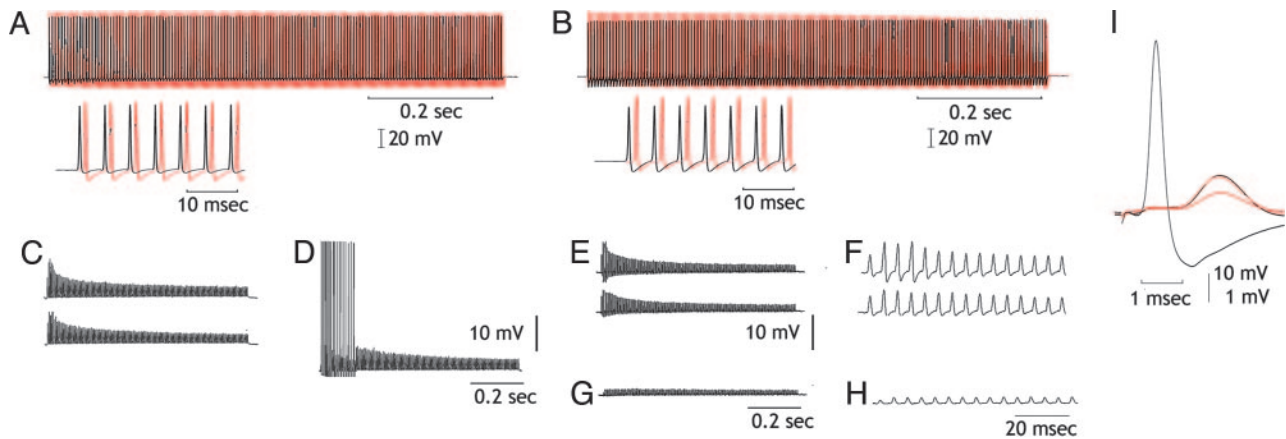 A
0.2 sec
20 mV
10 msec
B
0.2 sec
20 mV
10 msec
C
D
10 mV
0.2 sec
E
10 mV
F
G
0.2 sec
H
20 msec
I
1 msec
10 mV
1 mV